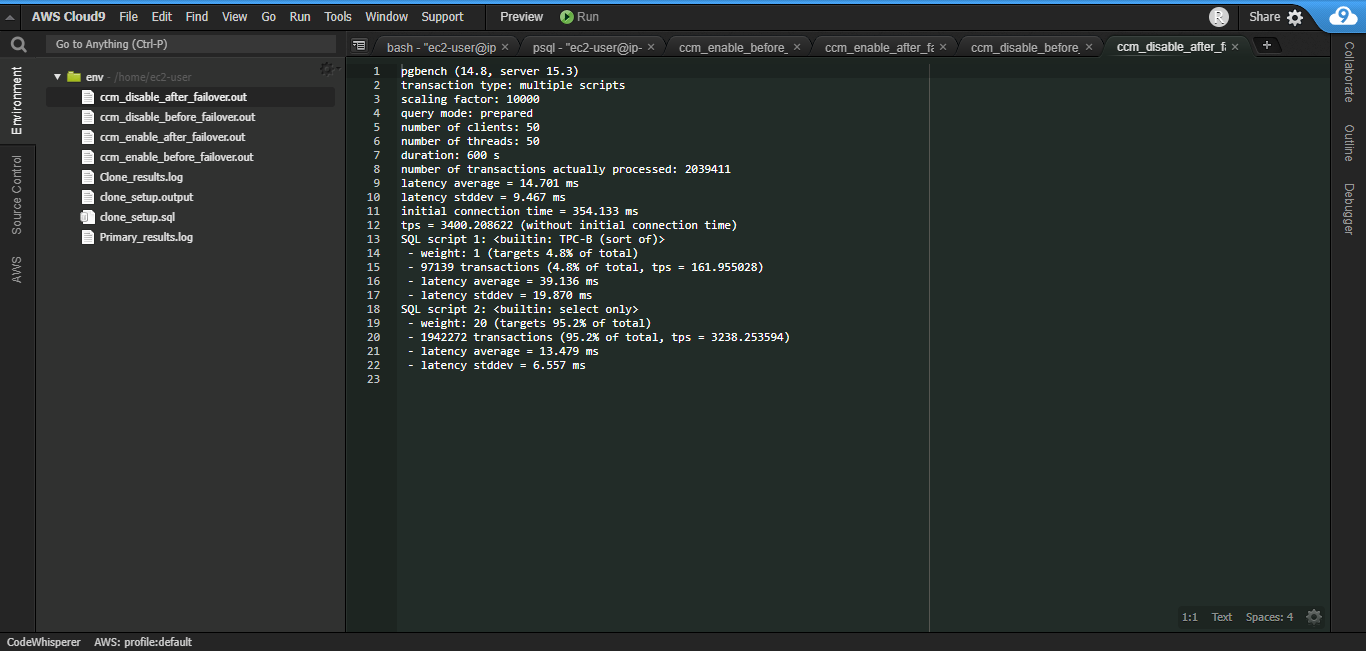 AWS Cloud9 File Edit Find View Go Run Tools Window Support Preview Run R Share 9
Go to Anything (Ctrl-P)
bash - "ec2-user@ip × psql - "ec2-user@ip- × ccm_enable_before_ × ccm_enable_after_fa × ccm_disable_before_ × ccm_disable_after_fa × +
Environment
Source Control
AWS
env - /home/ec2-user
ccm_disable_after_failover.out
ccm_disable_before_failover.out
ccm_enable_after_failover.out
ccm_enable_before_failover.out
Clone_results.log
clone_setup.output
clone_setup.sql
Primary_results.log
1 pgbench (14.8, server 15.3)
2 transaction type: multiple scripts
3 scaling factor: 10000
4 query mode: prepared
5 number of clients: 50
6 number of threads: 50
7 duration: 600 s
8 number of transactions actually processed: 2039411
9 latency average = 14.701 ms
10 latency stddev = 9.467 ms
11 initial connection time = 354.133 ms
12 tps = 3400.208622 (without initial connection time)
13 SQL script 1: <builtin: TPC-B (sort of)>
14 - weight: 1 (targets 4.8% of total)
15 - 97139 transactions (4.8% of total, tps = 161.955028)
16 - latency average = 39.136 ms
17 - latency stddev = 19.870 ms
18 SQL script 2: <builtin: select only>
19 - weight: 20 (targets 95.2% of total)
20 - 1942272 transactions (95.2% of total, tps = 3238.253594)
21 - latency average = 13.479 ms
22 - latency stddev = 6.557 ms
23
Collaborate
Outline
Debugger
1:1 Text Spaces: 4
CodeWhisperer AWS: profile:default